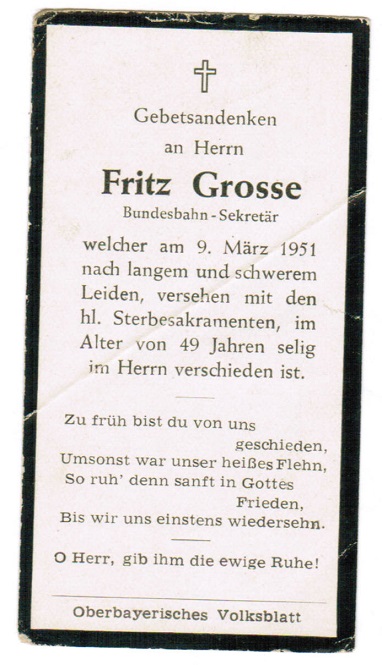 Gebetsandenken
an Herrn
Fritz Grosse
Bundesbahn-Sekretär
welcher am 9. März 1951
nach langem und schwerem
Leiden, versehen mit den
hl. Sterbesakramenten, im
Alter von 49 Jahren selig
im Herrn verschieden ist.
Zu früh bist du von uns
geschieden,
Umsonst war unser heißes Flehn,
So ruh' denn sanft in Gottes
Frieden,
Bis wir uns einstens wiedersehn.
O Herr, gib ihm die ewige Ruhe!
Oberbayerisches Volksblatt